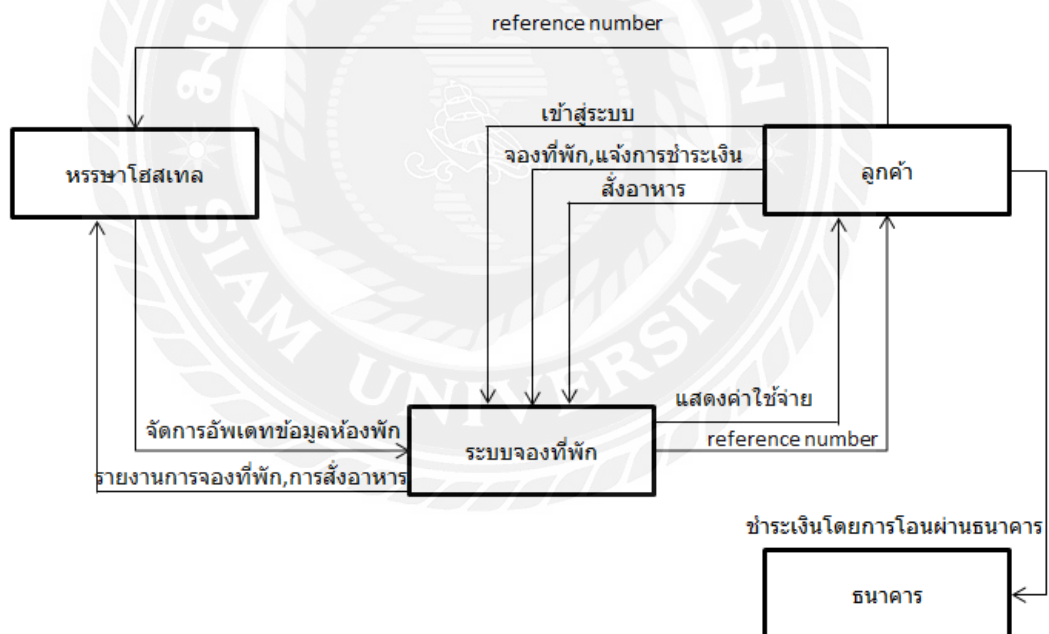 reference number
เข้าสู่ระบบ
จองที่พัก,แจ้งการชำระเงิน
สั่งอาหาร
หรรษาโฮสเทล
ลูกค้า
แสดงค่าใช้จ่าย
จัดการอัพเดทข้อมูลห้องพัก
ระบบจองที่พัก
reference number
รายงานการจองที่พัก,การสั่งอาหาร
ชำระเงินโดยการโอนผ่านธนาคาร
ธนาคาร
SIAM UNIVERSITY